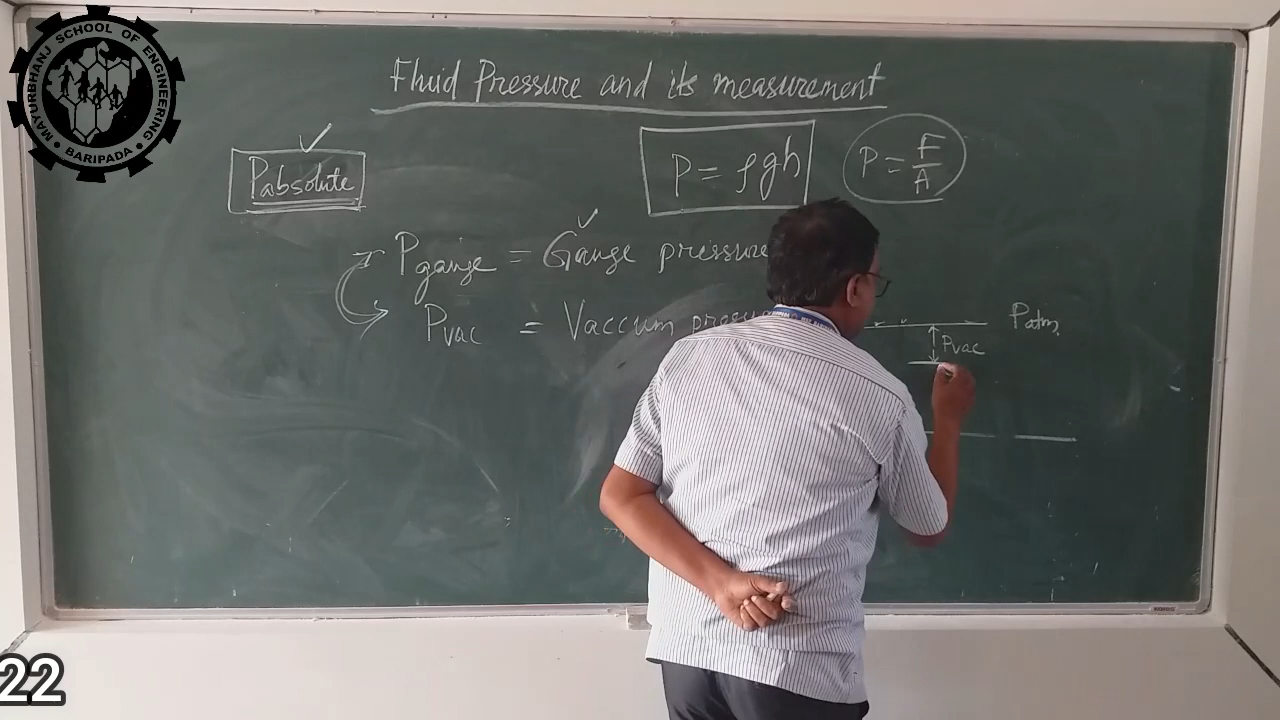 MAYURBHANJ SCHOOL OF ENGINEERING
BARIPADA
Fluid Pressure and its measurement
Pabsolute
P = ρgh
P = F/A
Pgauge = Gauge pressure
Pvac = Vaccum pressu
Patm
Pvac
22